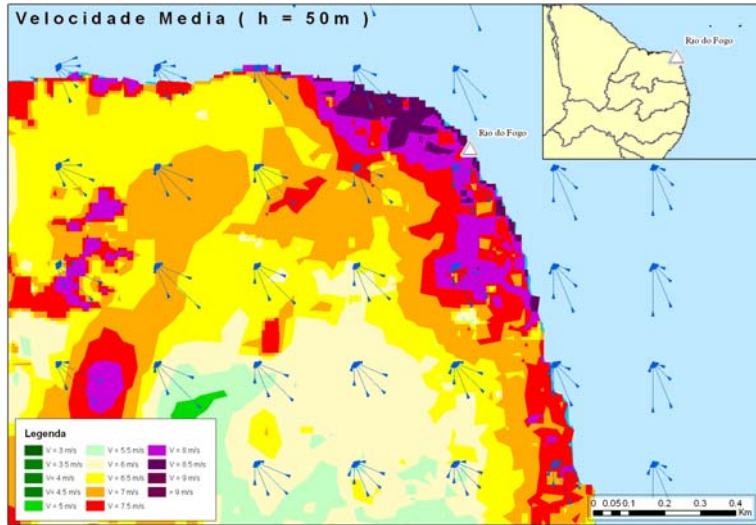 Velocidade Media ( h = 50m )
Rio do Fogo
Rio do Fogo
Legenda
V = 3 m/s
V = 3.5 m/s
V= 4 m/s
V= 4.5 m/s
V = 5 m/s
V = 5.5 m/s
V = 6 m/s
V = 6.5 m/s
V = 7 m/s
V = 7.5 m/s
V = 8 m/s
V = 8.5 m/s
V = 9 m/s
> 9 m/s
0 0.05 0.1 0.2 0.3 0.4
Km